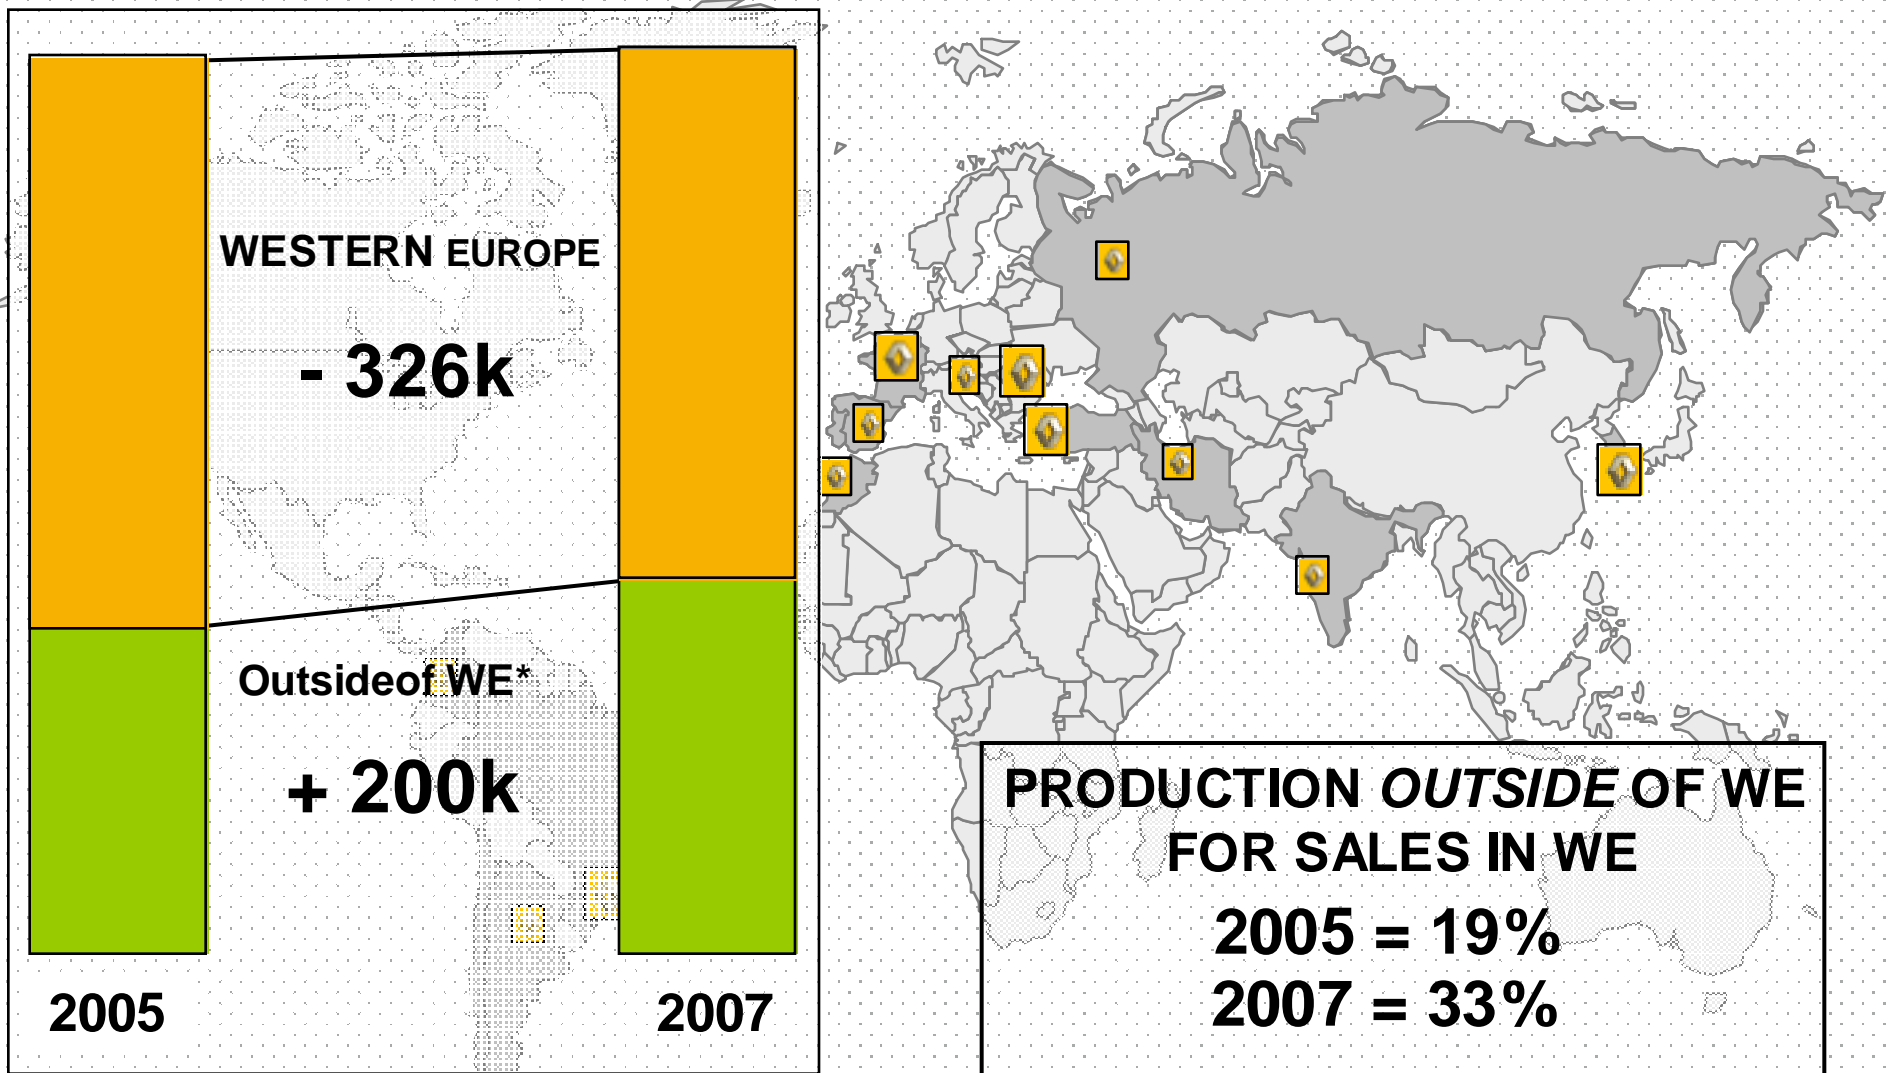 WESTERN EUROPE
- 326k
Outsideof WE*
+ 200k
2005
2007
PRODUCTION OUTSIDE OF WE
FOR SALES IN WE
2005 = 19%
2007 = 33%